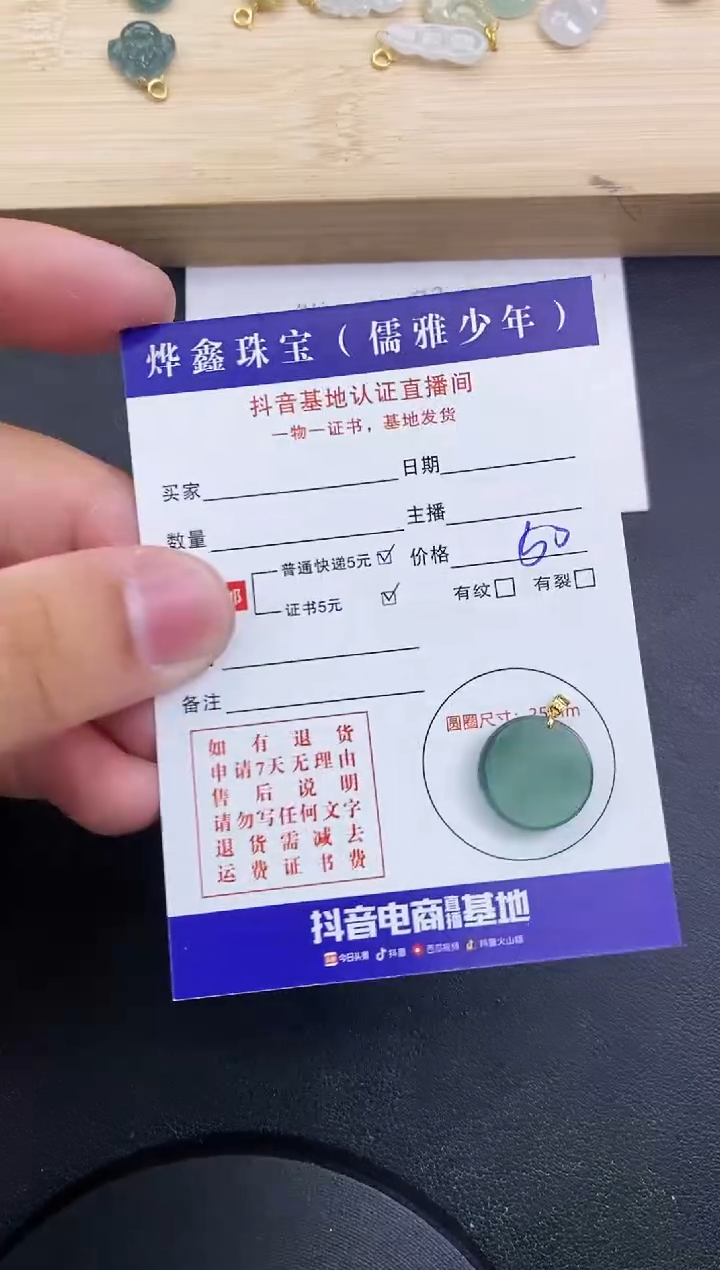 烨鑫珠宝（儒雅少年）
抖音基地认证直播间
一物一证书，基地发货
买家 日期
数量 主播
普通快递5元☑ 价格 50
证书5元 ☑ 有纹□ 有裂□
备注
圆圈尺寸：25mm
如有退货
申请7天无理由
售后说明
请勿写任何文字
退货需减去
运费证书费
抖音电商直播基地
今日头条 抖音 西瓜视频 抖音火山版